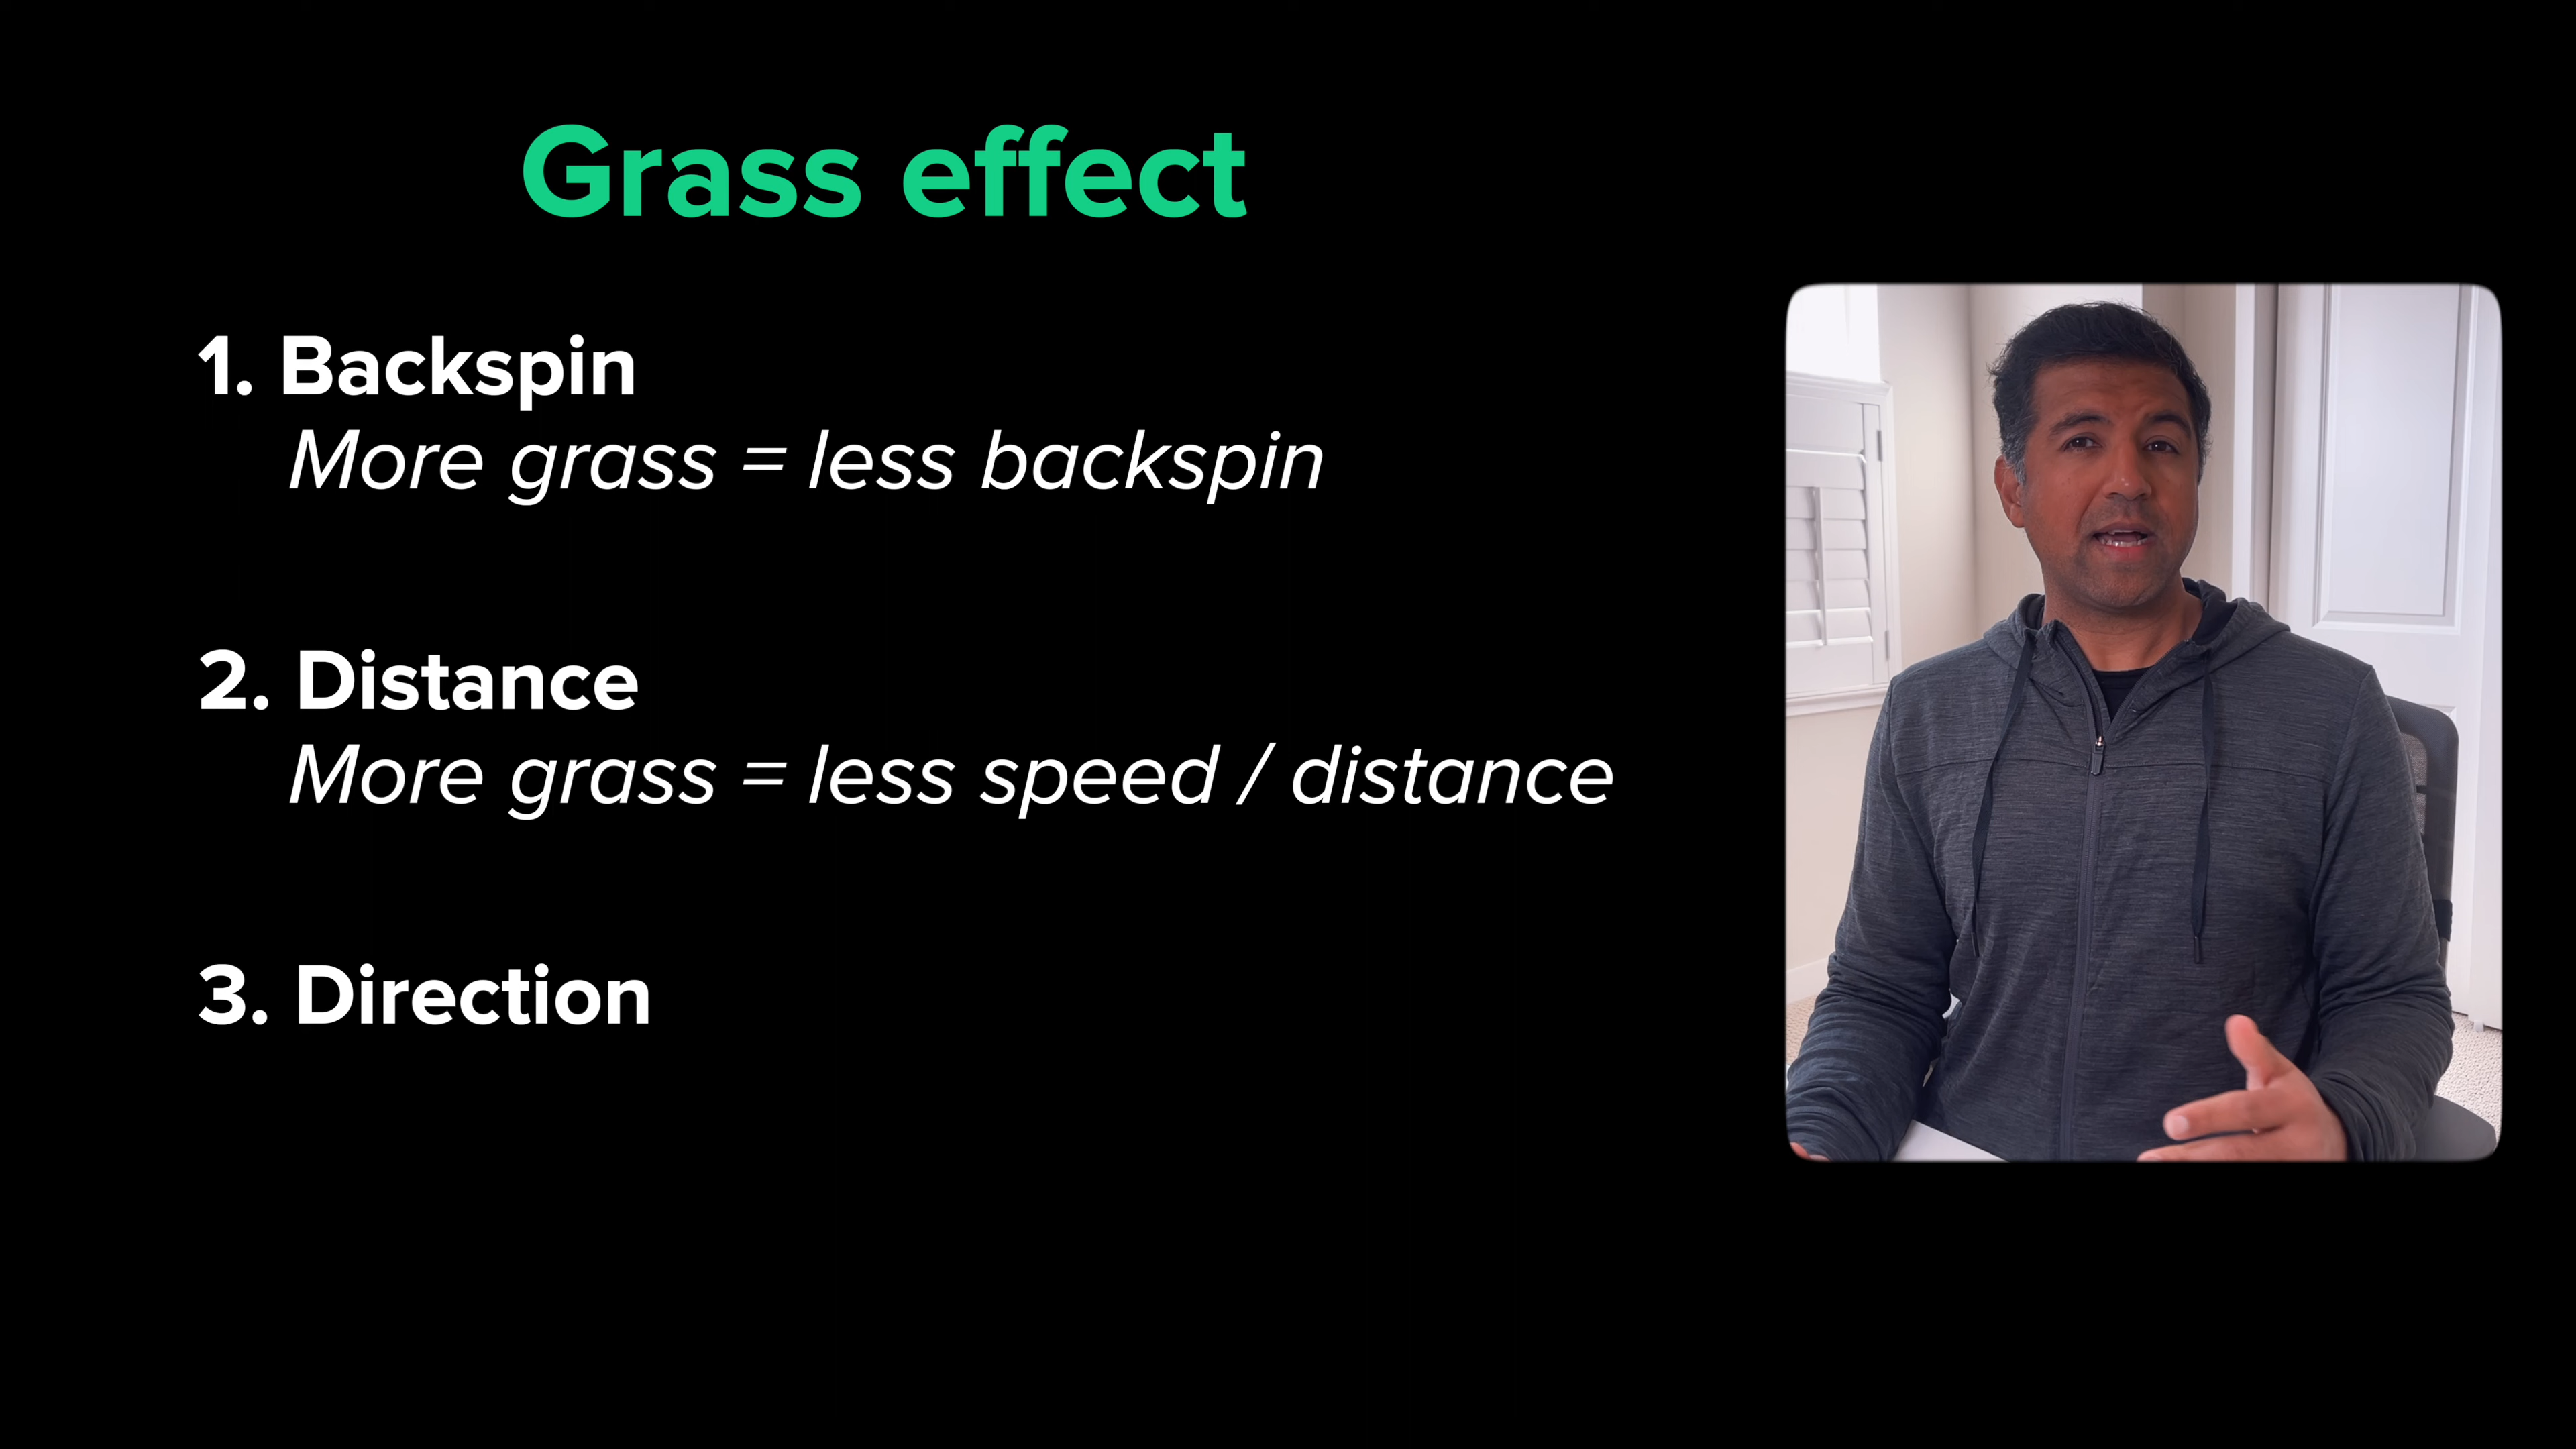 Grass effect
1. Backspin
More grass = less backspin
2. Distance
More grass = less speed / distance
3. Direction